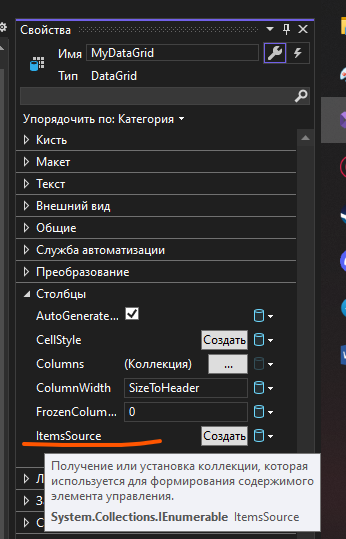 Свойства
Имя MyDataGrid
Тип DataGrid
Упорядочить по: Категория
Кисть
Макет
Текст
Внешний вид
Общие
Служба автоматизации
Преобразование
Столбцы
AutoGenerate...
CellStyle Создать
Columns (Коллекция) ...
ColumnWidth SizeToHeader
FrozenColum... 0
ItemsSource Создать
Получение или установка коллекции, которая
используется для формирования содержимого
элемента управления.
System.Collections.IEnumerable ItemsSource